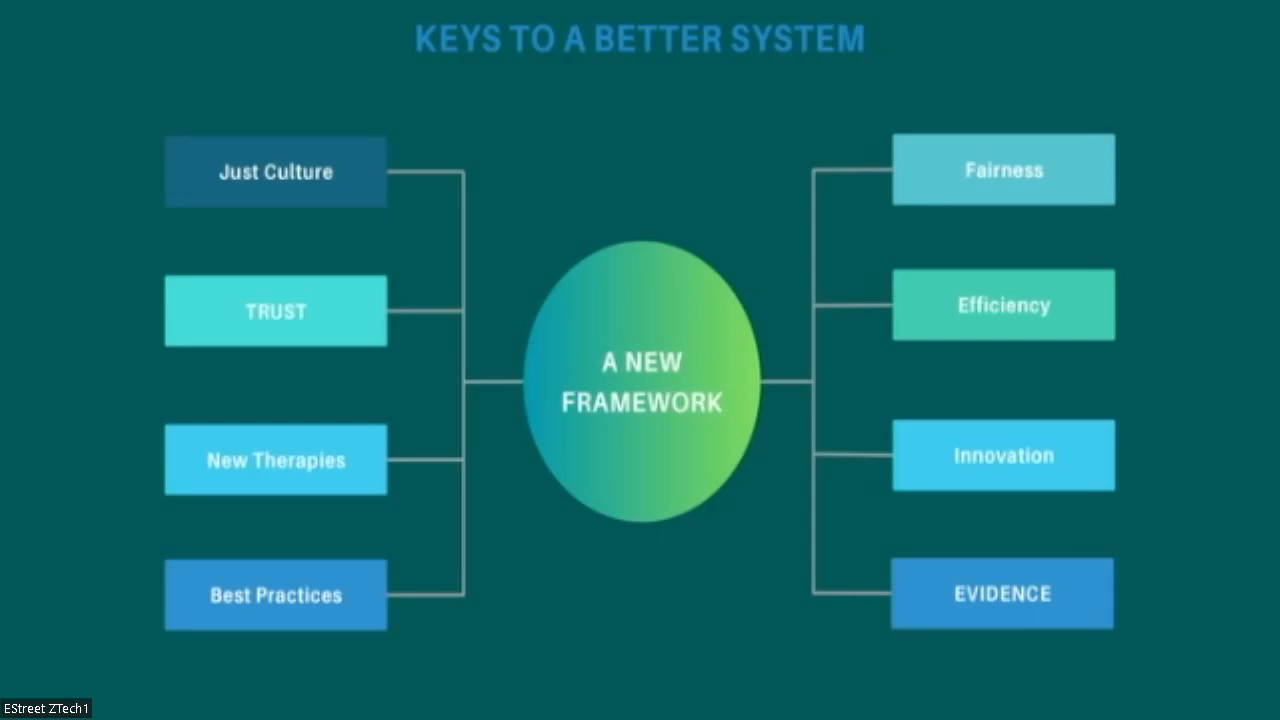 KEYS TO A BETTER SYSTEM
Just Culture
TRUST
New Therapies
Best Practices
A NEW
FRAMEWORK
Fairness
Efficiency
Innovation
EVIDENCE
EStreet ZTech1